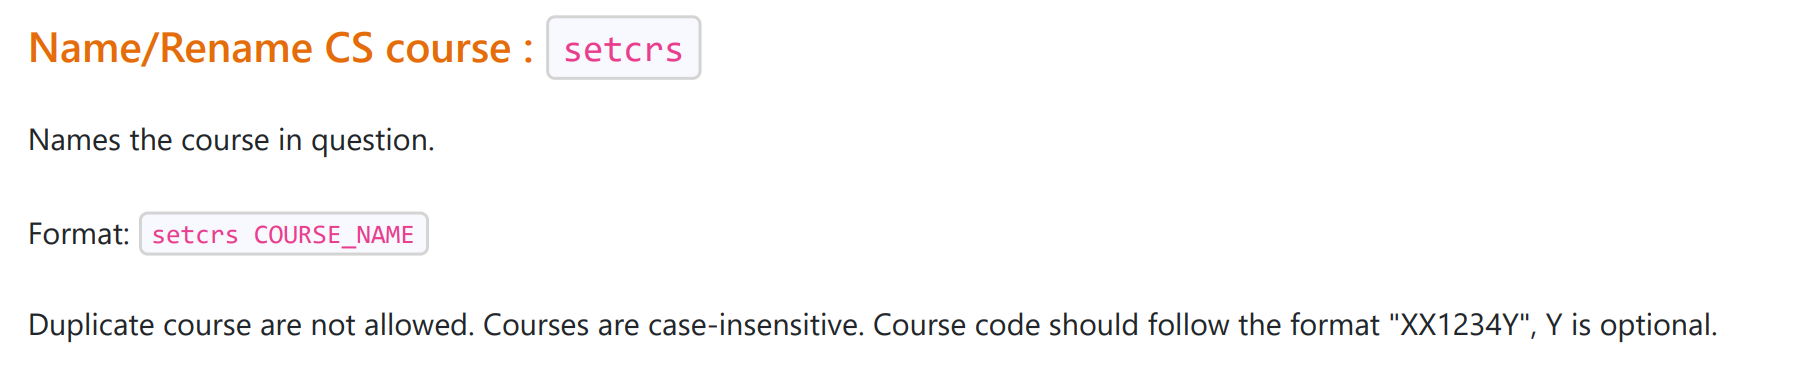 Name/Rename CS course : setcrs
Names the course in question.
Format: setcrs COURSE_NAME
Duplicate course are not allowed. Courses are case-insensitive. Course code should follow the format "XX1234Y", Y is optional.